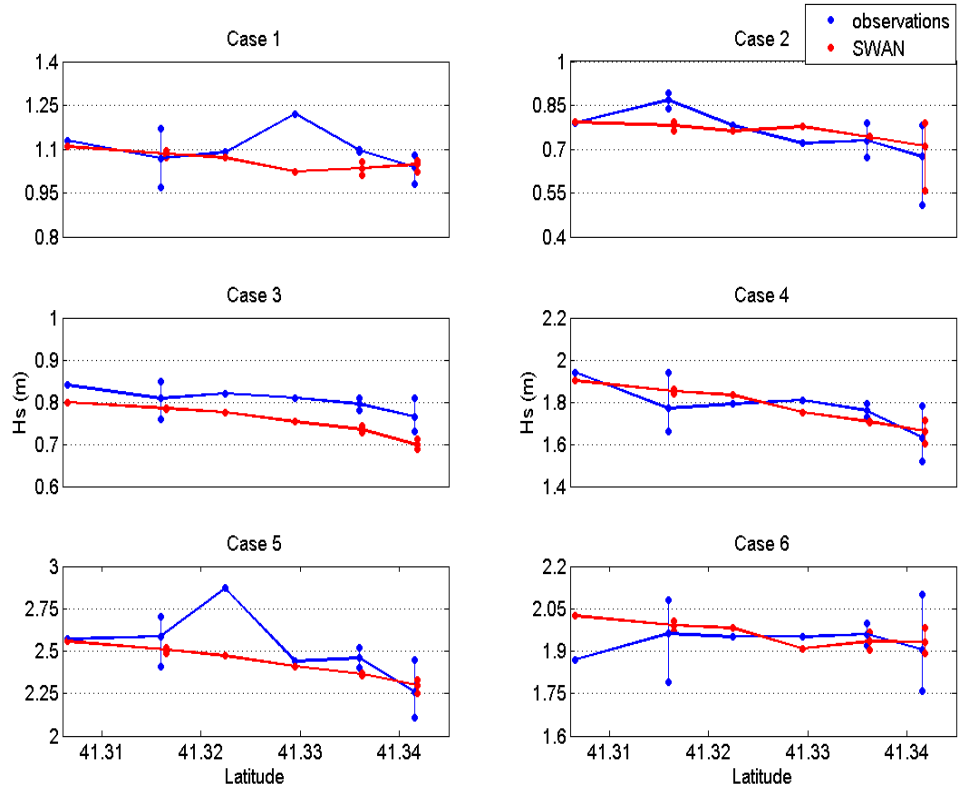 observations
SWAN
Case 1
1.4
1.25
1.1
0.95
0.8
Case 2
1
0.85
0.7
0.55
0.4
Case 3
Hs (m)
1
0.9
0.8
0.7
0.6
Case 4
Hs (m)
2.2
2
1.8
1.6
1.4
Case 5
3
2.75
2.5
2.25
2
41.31 41.32 41.33 41.34
Latitude
Case 6
2.2
2.05
1.9
1.75
1.6
41.31 41.32 41.33 41.34
Latitude